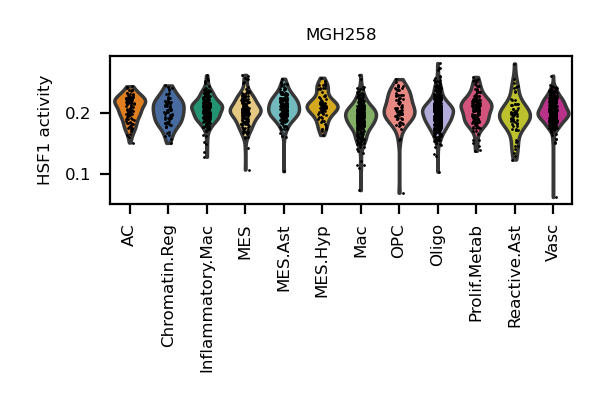 MGH258
HSF1 activity
0.2
0.1
AC
Chromatin.Reg
Inflammatory.Mac
MES
MES.Ast
MES.Hyp
Mac
OPC
Oligo
Prolif.Metab
Reactive.Ast
Vasc